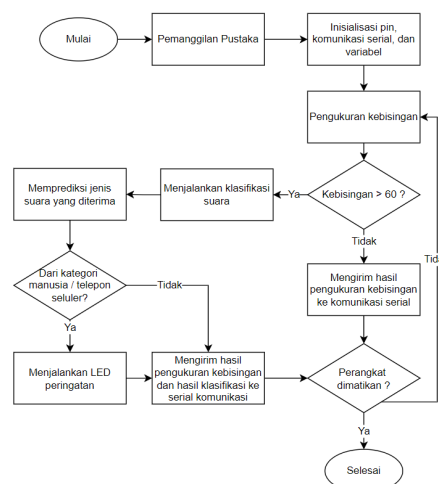 Mulai
Pemanggilan Pustaka
Inisialisasi pin,
komunikasi serial, dan
variabel
Pengukuran kebisingan
Kebisingan > 60 ?
Ya
Menjalankan klasifikasi
suara
Memprediksi jenis
suara yang diterima
Tidak
Dari kategori
manusia / telepon
seluler?
Tidak
Ya
Mengirim hasil
pengukuran kebisingan
ke komunikasi serial
Menjalankan LED
peringatan
Mengirim hasil
pengukuran kebisingan
dan hasil klasifikasi ke
serial komunikasi
Perangkat
dimatikan ?
Ya
Selesai